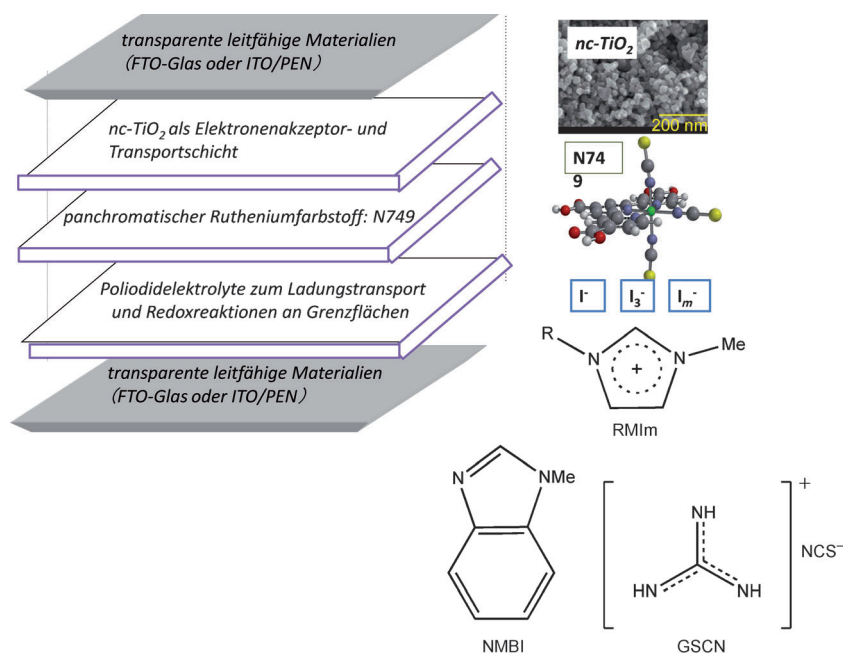 transparente leitfähige Materialien
(FTO-Glas oder ITO/PEN)
nc-TiO2 als Elektronenakzeptor- und
Transportschicht
panchromatischer Rutheniumfarbstoff: N749
Poliodidelektrolyte zum Ladungstransport
und Redoxreaktionen an Grenzflächen
transparente leitfähige Materialien
(FTO-Glas oder ITO/PEN)
nc-TiO2
200 nm
N74
9
I-
I3-
Im-
R
N
N
Me
+
RMIm
N
NMe
NMBI
NH
HN
NH
+
NCS–
GSCN